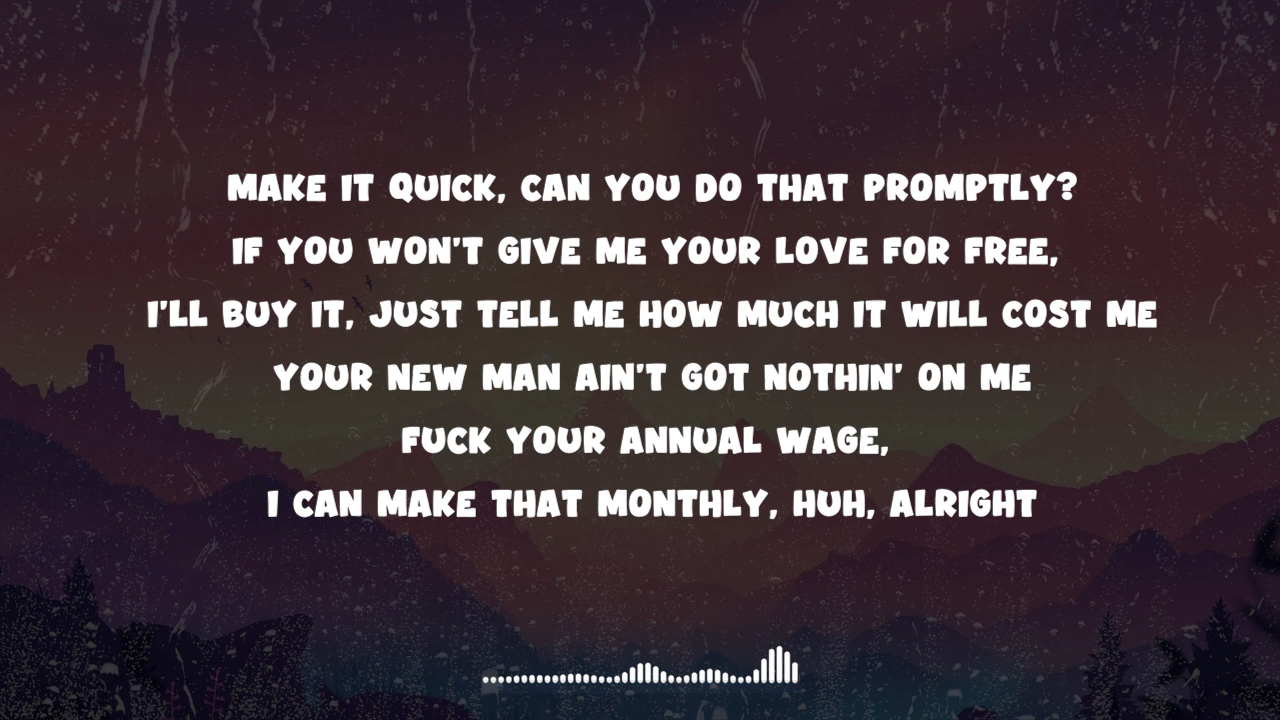 MAKE IT QUICK, CAN YOU DO THAT PROMPTLY?
IF YOU WON'T GIVE ME YOUR LOVE FOR FREE,
I'LL BUY IT, JUST TELL ME HOW MUCH IT WILL COST ME
YOUR NEW MAN AIN'T GOT NOTHIN' ON ME
FUCK YOUR ANNUAL WAGE,
I CAN MAKE THAT MONTHLY, HUH, ALRIGHT